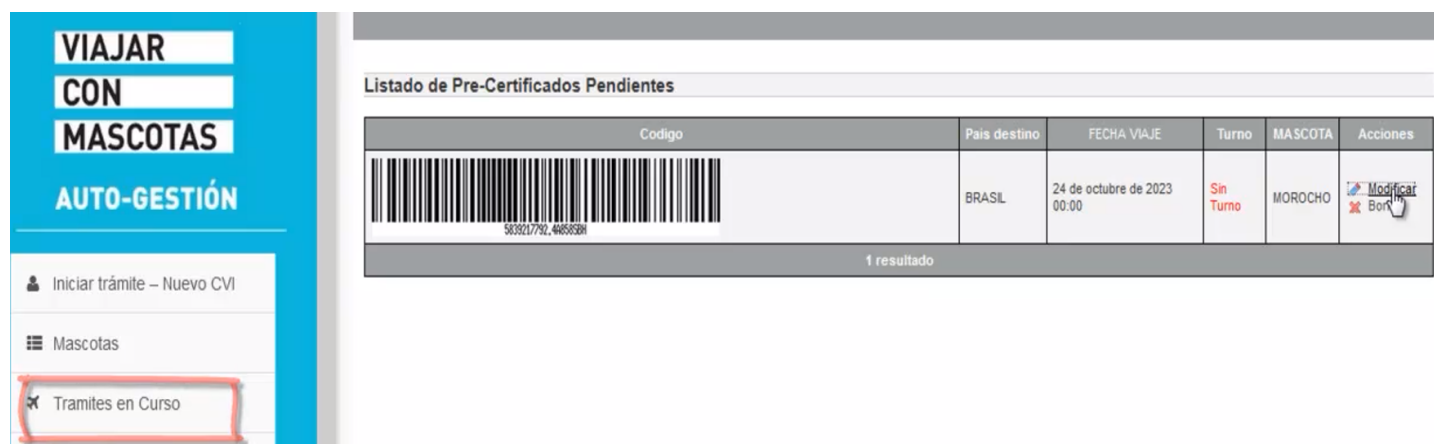 VIAJAR
CON
MASCOTAS
AUTO-GESTIÓN
Iniciar trámite – Nuevo CVI
Mascotas
Tramites en Curso
Listado de Pre-Certificados Pendientes
Codigo País destino FECHA VIAJE Turno MASCOTA Acciones
BRASIL
24 de octubre de 2023
00:00
Sin
Turno
MOROCHO
Modificar
1 resultado